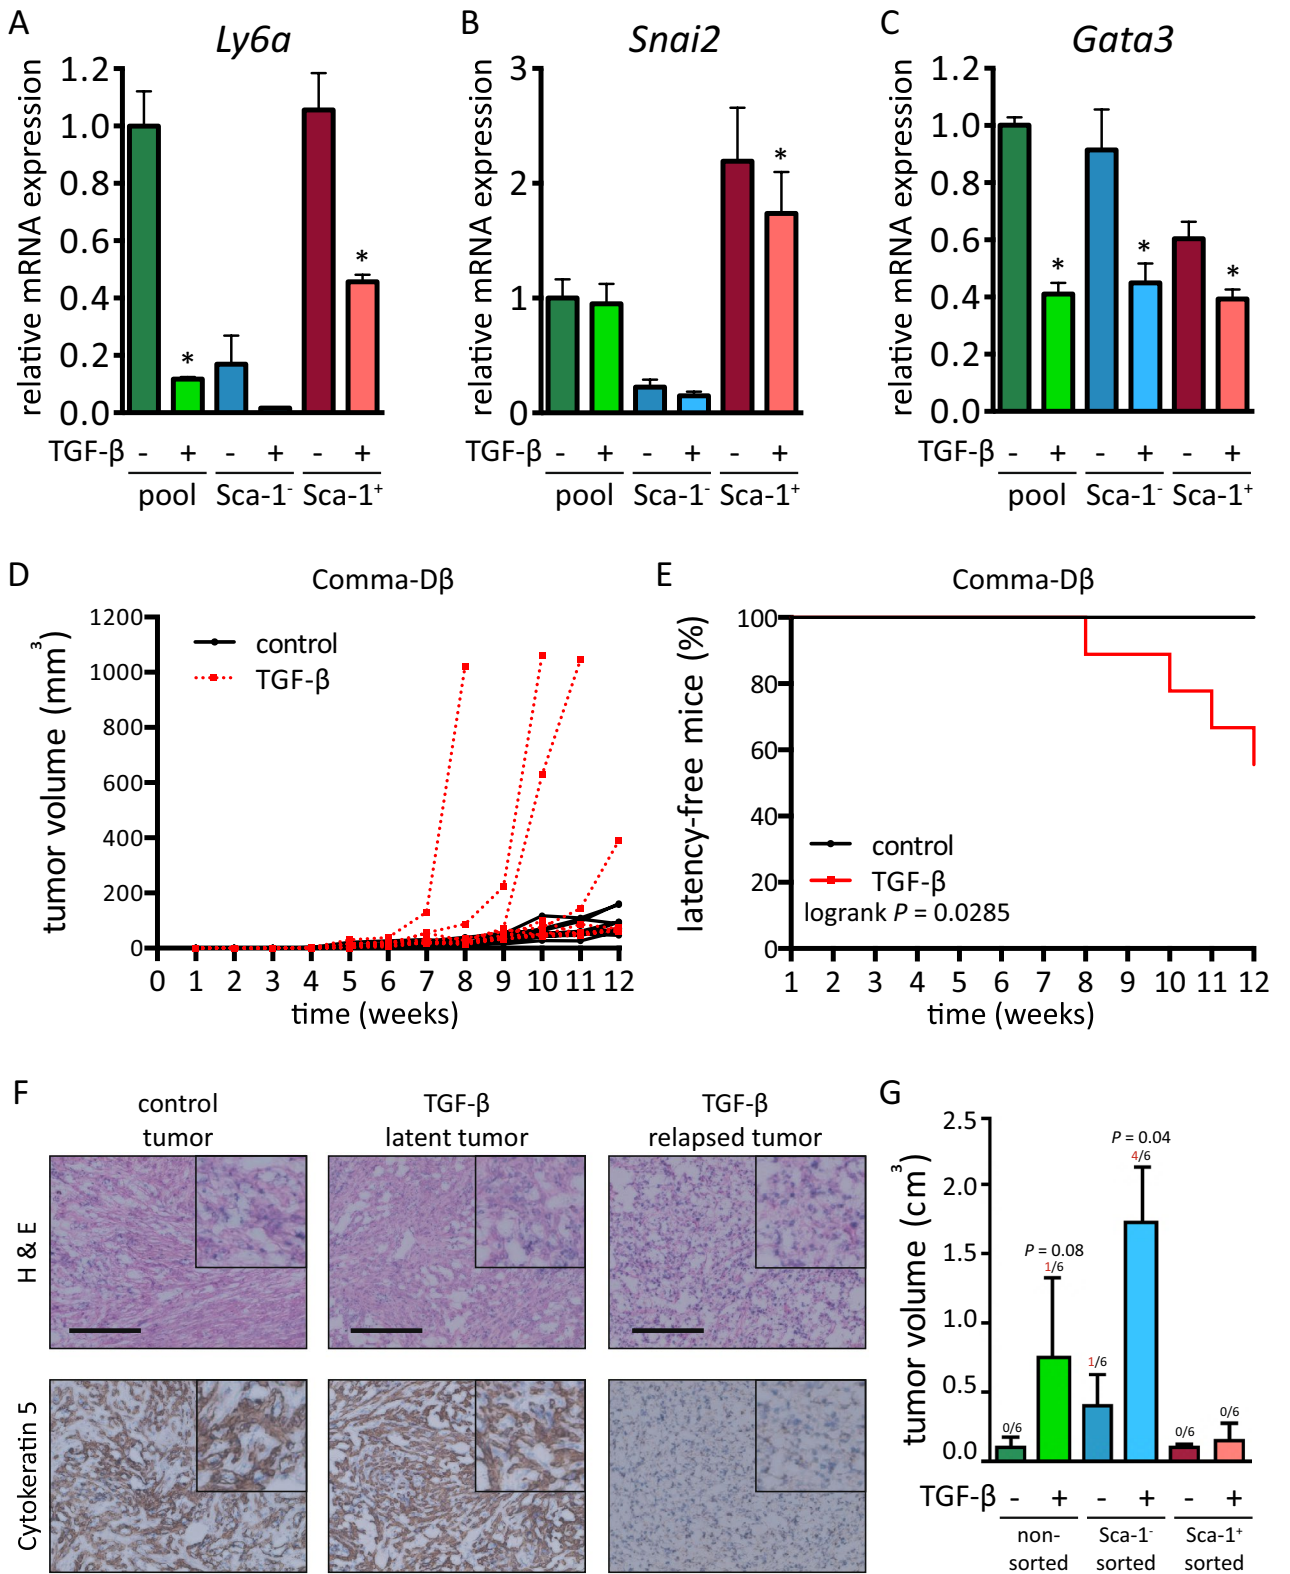 A
Ly6a
relative mRNA expression
1.2
1.0
0.8
0.6
0.4
0.2
0.0
*
*
TGF-β - + - + - +
pool Sca-1⁻ Sca-1⁺
B
Snai2
relative mRNA expression
3
2
1
0
*
TGF-β - + - + - +
pool Sca-1⁻ Sca-1⁺
C
Gata3
relative mRNA expression
1.2
1.0
0.8
0.6
0.4
0.2
0.0
*
*
*
TGF-β - + - + - +
pool Sca-1⁻ Sca-1⁺
D
Comma-Dβ
tumor volume (mm³)
1200
1000
800
600
400
200
0
control
TGF-β
0 1 2 3 4 5 6 7 8 9 10 11 12
time (weeks)
E
Comma-Dβ
latency-free mice (%)
100
80
60
40
20
0
control
TGF-β
logrank P = 0.0285
1 2 3 4 5 6 7 8 9 10 11 12
time (weeks)
F
control
tumor
TGF-β
latent tumor
TGF-β
relapsed tumor
H & E
Cytokeratin 5
G
tumor volume (cm³)
2.5
2.0
1.5
1.0
0.5
0.0
0/6
P = 0.08
1/6
1/6
P = 0.04
4/6
0/6
0/6
TGF-β - + - + - +
non-
sorted
Sca-1⁻
sorted
Sca-1⁺
sorted